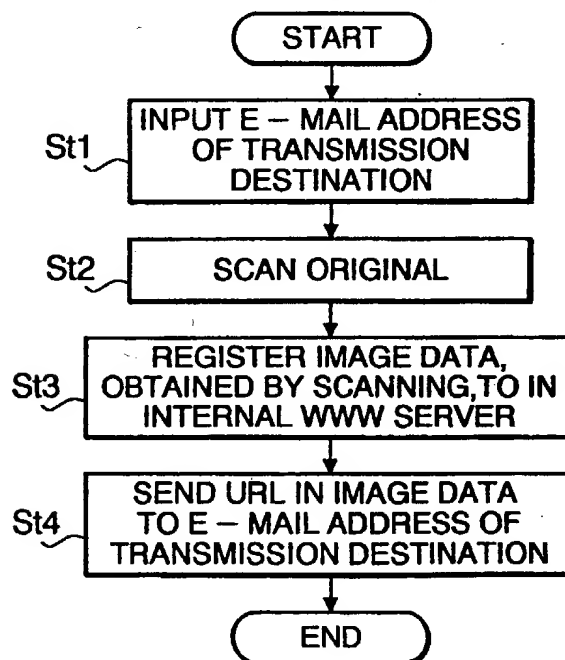 START
St1
INPUT E – MAIL ADDRESS
OF TRANSMISSION
DESTINATION
St2
SCAN ORIGINAL
St3
REGISTER IMAGE DATA,
OBTAINED BY SCANNING, TO IN
INTERNAL WWW SERVER
St4
SEND URL IN IMAGE DATA
TO E – MAIL ADDRESS OF
TRANSMISSION DESTINATION
END